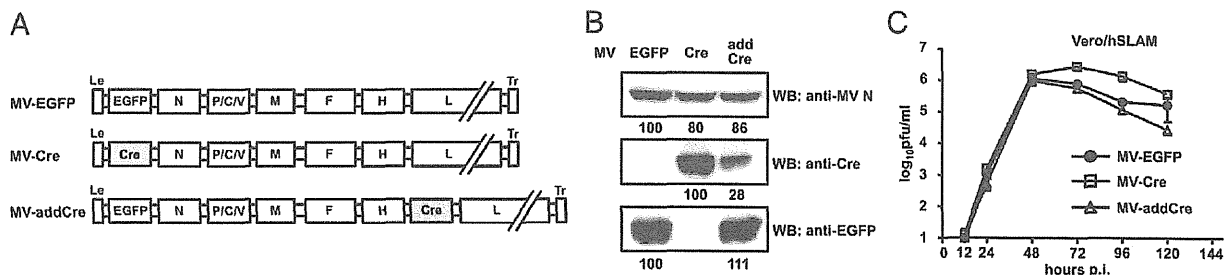 A
Le Tr
MV-EGFP EGFP N P/C/V M F H L
Le Tr
MV-Cre Cre N P/C/V M F H L
Le Tr
MV-addCre EGFP N P/C/V M F H Cre L
B
MV EGFP Cre add Cre
WB: anti-MV N
100 80 86
WB: anti-Cre
100 28
WB: anti-EGFP
100 111
C
Vero/hSLAM
log10pfu/ml
7
6
5
4
3
2
1
MV-EGFP
MV-Cre
MV-addCre
0 12 24 48 72 96 120 144
hours p.i.